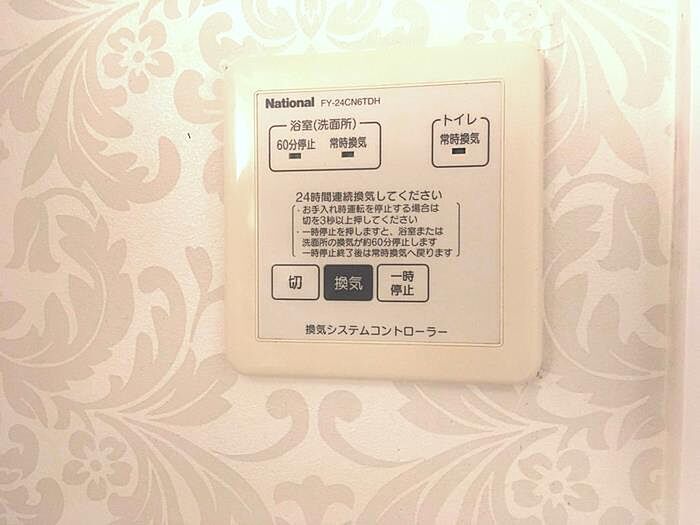 National FY-24CN6TDH
浴室(洗面所)
60分停止 常時換気
トイレ
常時換気
24時間連続換気してください
・お手入れ時運転を停止する場合は
切を3秒以上押してください
・一時停止を押しますと、浴室または
洗面所の換気が約60分停止します
一時停止終了後は常時換気へ戻ります
切
換気
一時
停止
換気システムコントローラー